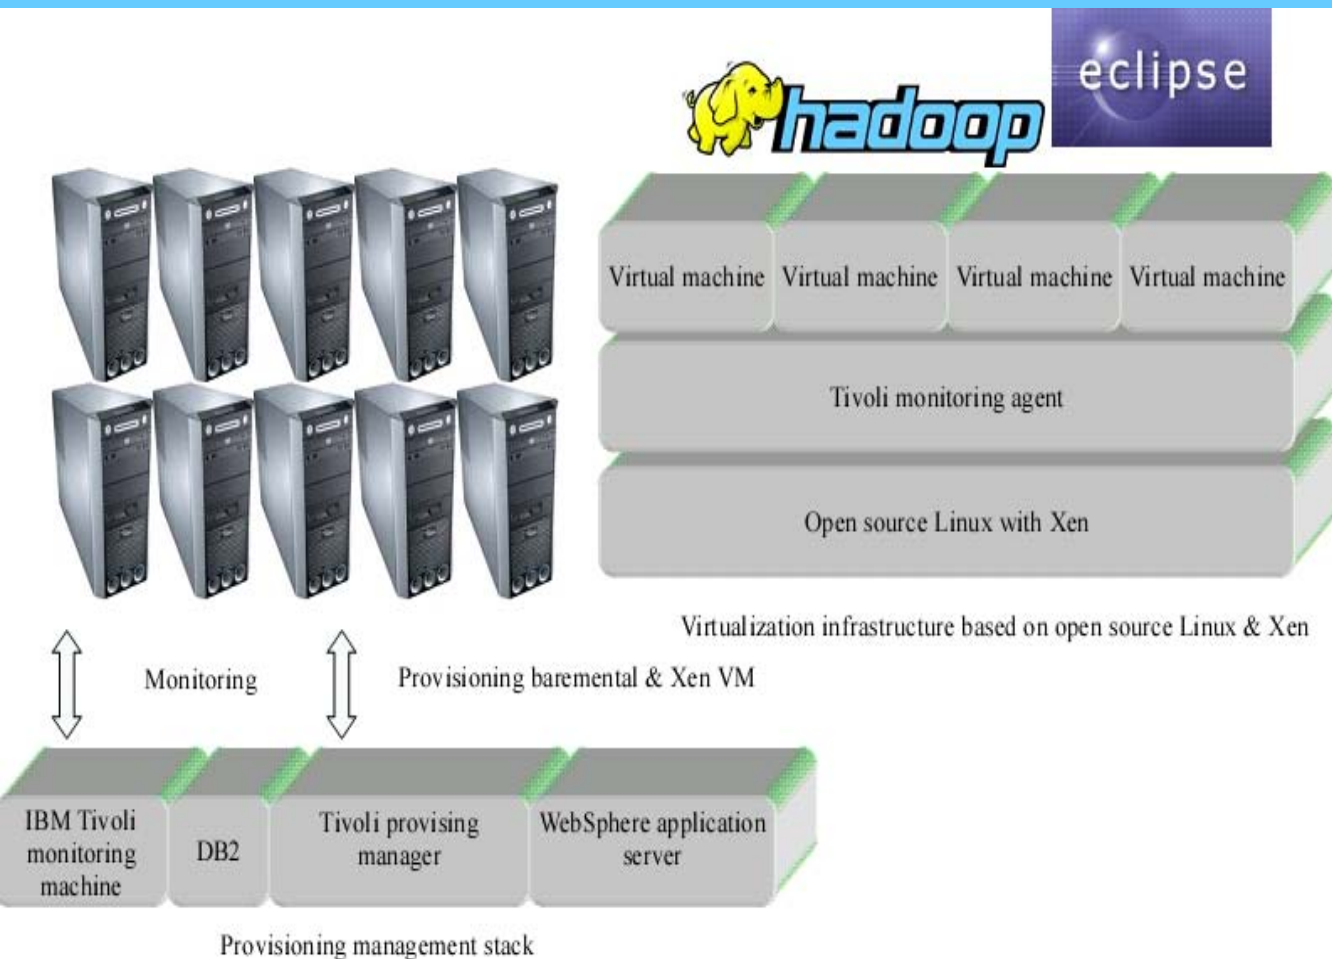 eclipse
hadoop
Virtual machine
Virtual machine
Virtual machine
Virtual machine
Tivoli monitoring agent
Open source Linux with Xen
Virtualization infrastructure based on open source Linux & Xen
Monitoring
Provisioning baremental & Xen VM
IBM Tivoli
monitoring
machine
DB2
Tivoli provising
manager
WebSphere application
server
Provisioning management stack